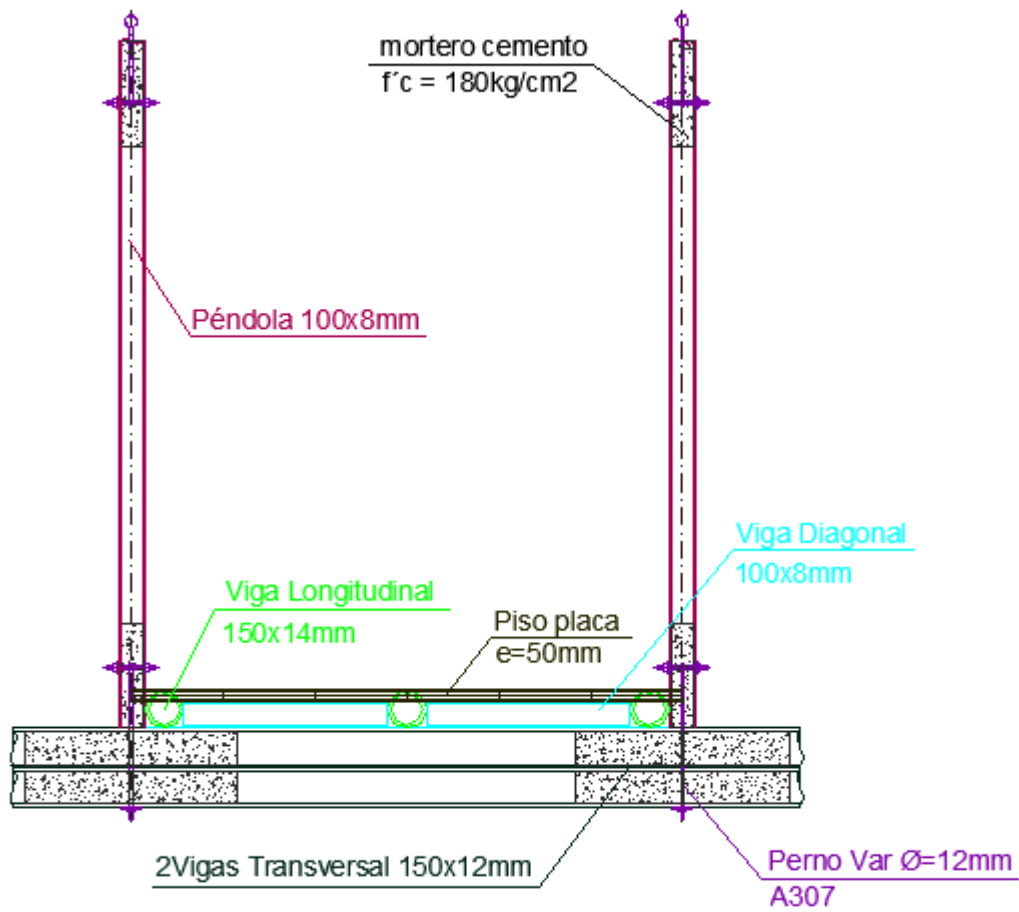 mortero cemento
f´c = 180kg/cm2
Péndola 100x8mm
Viga Diagonal
100x8mm
Viga Longitudinal
150x14mm
Piso placa
e=50mm
2Vigas Transversal 150x12mm
Perno Var Ø=12mm
A307